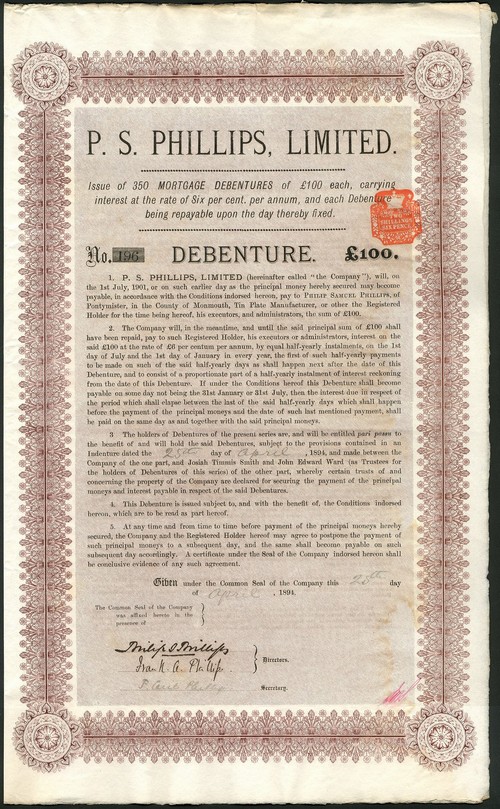 P. S. PHILLIPS, LIMITED.
Issue of 350 MORTGAGE DEBENTURES of £100 each, carrying
interest at the rate of Six per cent. per annum, and each Debenture
being repayable upon the day thereby fixed.
TWO
SHILLINGS
SIX PENCE
No. 196 DEBENTURE. £100.
1. P. S. PHILLIPS, LIMITED (hereinafter called "the Company"), will, on
the 1st July, 1901, or on such earlier day as the principal money hereby secured may become
payable, in accordance with the Conditions indorsed hereon, pay to PHILIP SAMUEL PHILLIPS, of
Pontymister, in the County of Monmouth, Tin Plate Manufacturer, or other the Registered
Holder for the time being hereof, his executors, and administrators, the sum of £100.
2. The Company will, in the meantime, and until the said principal sum of £100 shall
have been repaid, pay to such Registered Holder, his executors or administrators, interest on the
said £100 at the rate of £6 per centum per annum, by equal half-yearly instalments, on the 1st
day of July and the 1st day of January in every year, the first of such half-yearly payments
to be made on such of the said half-yearly days as shall happen next after the date of this
Debenture, and to consist of a proportionate part of a half-yearly instalment of interest reckoning
from the date of this Debenture. If under the Conditions hereof this Debenture shall become
payable on some day not being the 31st January or 31st July, then the interest due in respect of
the period which shall elapse between the last of the said half-yearly days which shall happen
before the payment of the principal moneys and the date of such last mentioned payment, shall
be paid on the same day as and together with the said principal moneys.
3 The holders of Debentures of the present series are, and will be entitled pari passu to
the benefit of and will hold the said Debentures, subject to the provisions contained in an
Indenture dated the 25th day of April, 1894, and made between the
Company of the one part, and Josiah Timmis Smith and John Edward Ward (as Trustees for
the holders of Debentures of this series) of the other part, whereby certain trusts of and
concerning the property of the Company are declared for securing the payment of the principal
moneys and interest payable in respect of the said Debentures.
4. This Debenture is issued subject to, and with the benefit of, the Conditions indorsed
hereon, which are to be read as part hereof.
5. At any time and from time to time before payment of the principal moneys hereby
secured, the Company and the Registered Holder hereof may agree to postpone the payment of
such principal moneys to a subsequent day, and the same shall become payable on such
subsequent day accordingly. A certificate under the Seal of the Company indorsed hereon shall
be conclusive evidence of any such agreement.
Given under the Common Seal of the Company this day
of April, 1894.
The Common Seal of the Company
was affixed hereto in the
presence of
Philip S Phillips
Frank A. Phillips
Directors.
Secretary.